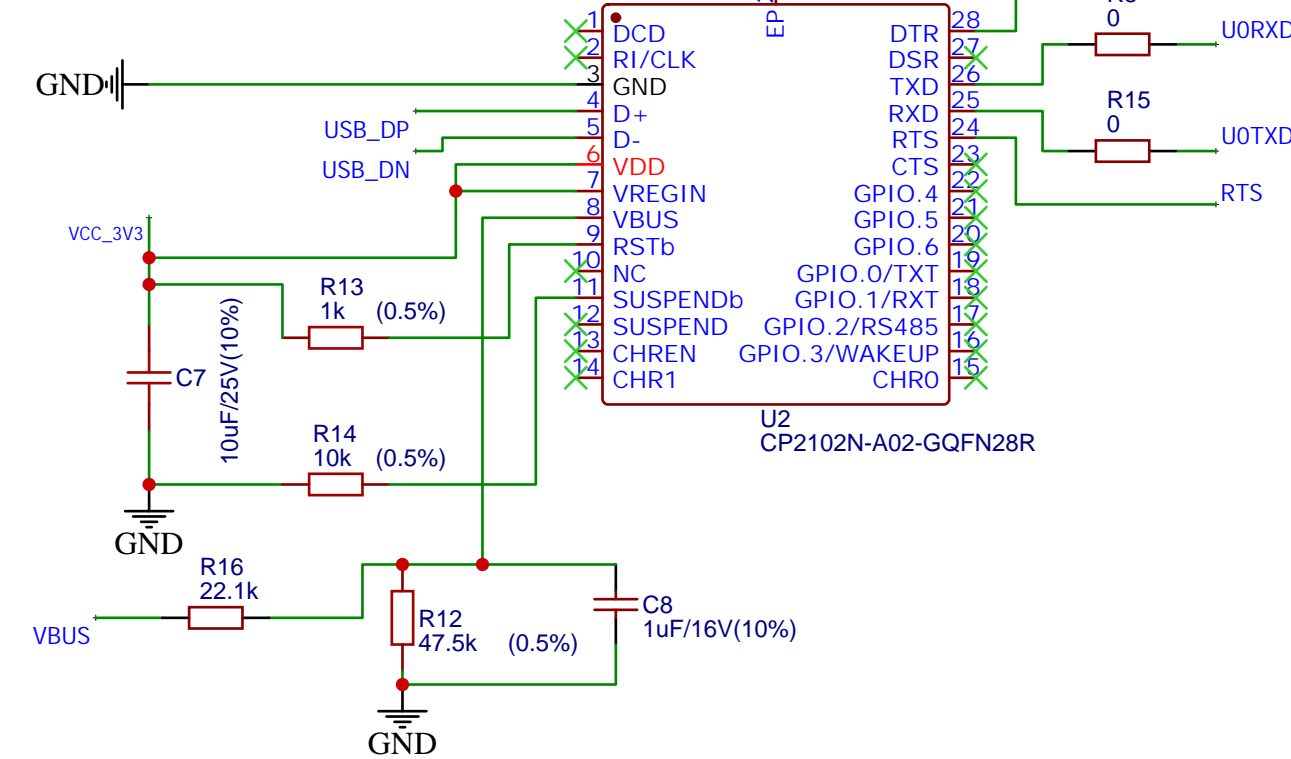 EP
1 DCD
2 RI/CLK
3 GND
4 D+
5 D-
6 VDD
7 VREGIN
8 VBUS
9 RSTb
10 NC
11 SUSPENDb
12 SUSPEND
13 CHREN
14 CHR1
DTR 28
DSR 27
TXD 26
RXD 25
RTS 24
CTS 23
GPIO.4 22
GPIO.5 21
GPIO.6 20
GPIO.0/TXT 19
GPIO.1/RXT 18
GPIO.2/RS485 17
GPIO.3/WAKEUP 16
CHR0 15
U2
CP2102N-A02-GQFN28R
0
U0RXD
R15
0
U0TXD
RTS
GND
USB_DP
USB_DN
VCC_3V3
R13
1k (0.5%)
C7
10uF/25V(10%)
R14
10k (0.5%)
GND
R16
22.1k
VBUS
R12
47.5k (0.5%)
C8
1uF/16V(10%)
GND